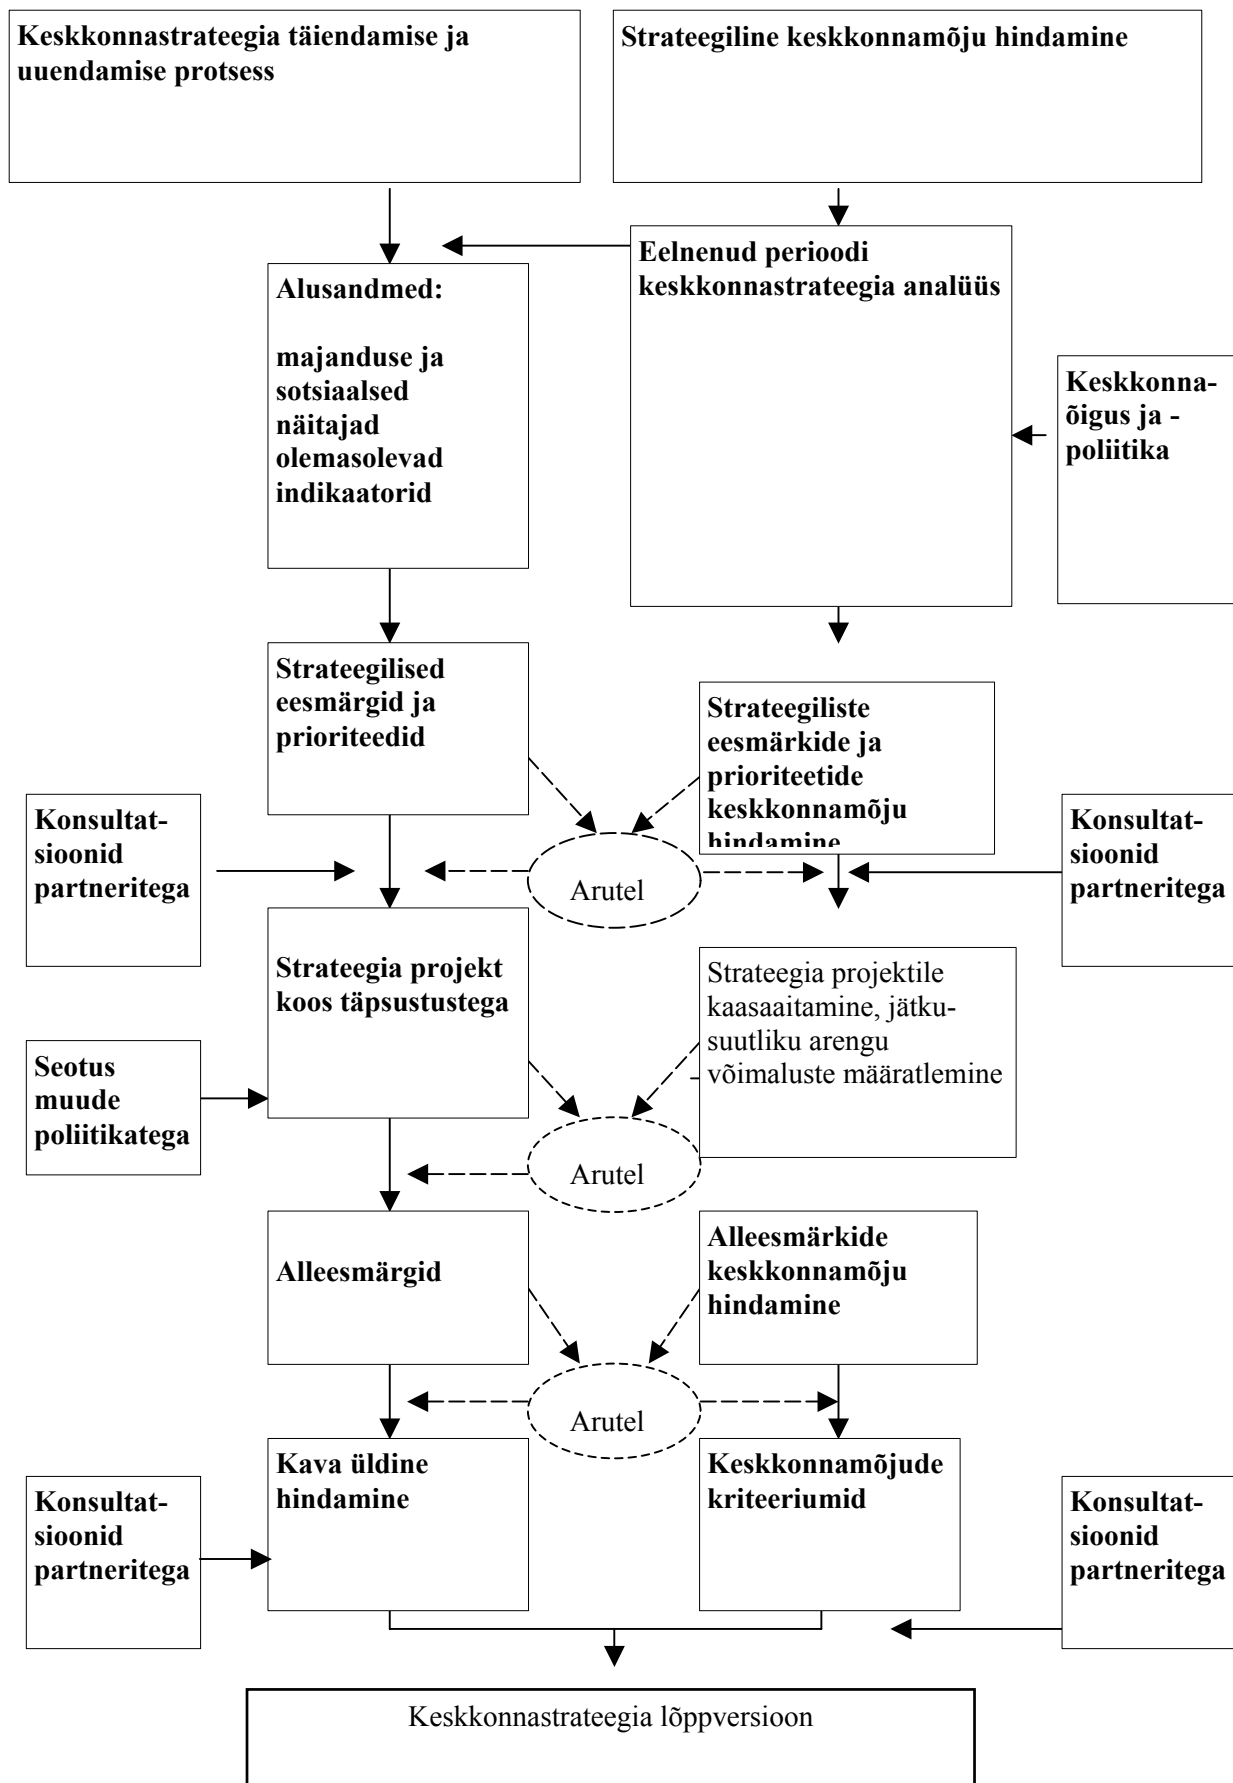 Keskkonnastrateegia täiendamise ja
uuendamise protsess
Strateegiline keskkonnamõju hindamine
Eelnenud perioodi
keskkonnastrateegia analüüs
Alusandmed:
majanduse ja
sotsiaalsed
näitajad
olemasolevad
indikaatorid
Keskkonna-
õigus ja -
poliitika
Strateegilised
eesmärgid ja
prioriteedid
Strateegiliste
eesmärkide ja
prioriteetide
keskkonnamõju
hindamine
Konsultat-
sioonid
partneritega
Arutel
Konsultat-
sioonid
partneritega
Strateegia projekt
koos täpsustustega
Strateegia projektile
kaasaaitamine, jätku-
suutliku arengu
võimaluste määratlemine
Seotus
muude
poliitikatega
Arutel
Alleesmärgid
Alleesmärkide
keskkonnamõju
hindamine
Arutel
Kava üldine
hindamine
Keskkonnamõjude
kriteeriumid
Konsultat-
sioonid
partneritega
Konsultat-
sioonid
partneritega
Keskkonnastrateegia lõppversioon